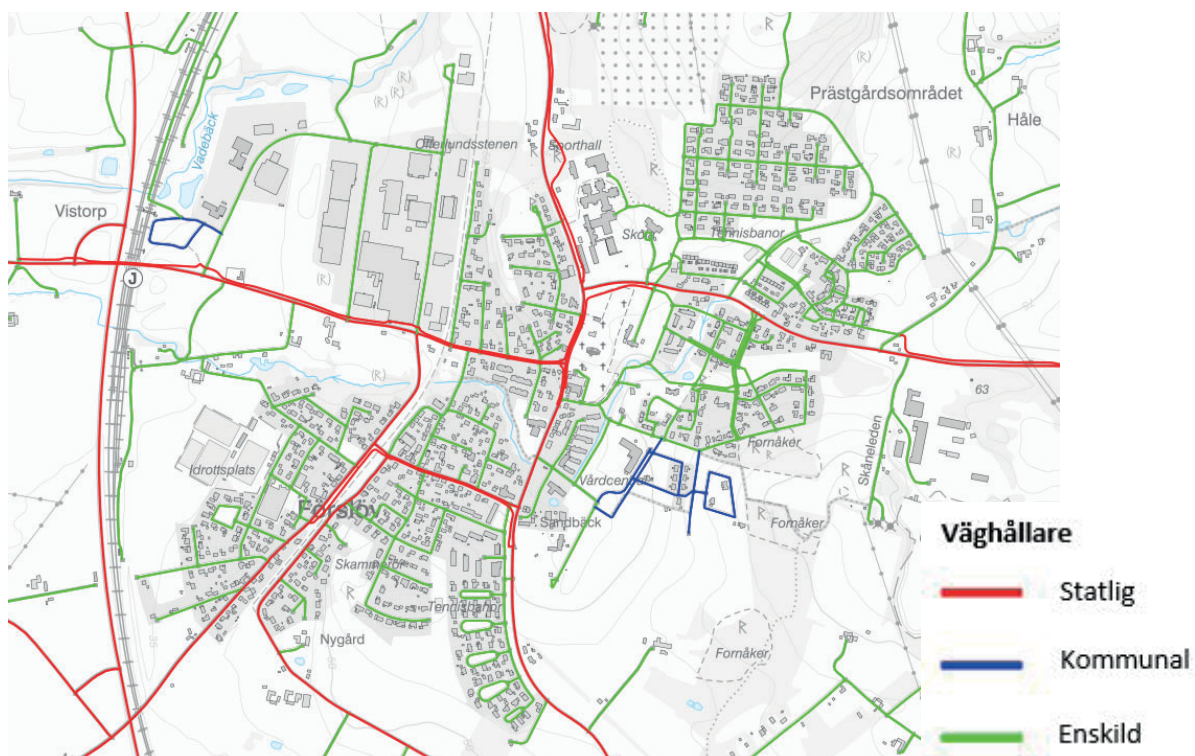 Prästgårdsområdet
Håle
Offerlundsstenen
Sporthall
Vadebäck
Vistorp
Skola
Tennisbanor
J
63
Fornåker
Skåneleden
Idrottsplats
Vårdcentral
Förslöv
Sandbäck
Fornåker
Skammaror
Tennisbanor
Nygård
Fornåker
Väghållare
Statlig
Kommunal
Enskild